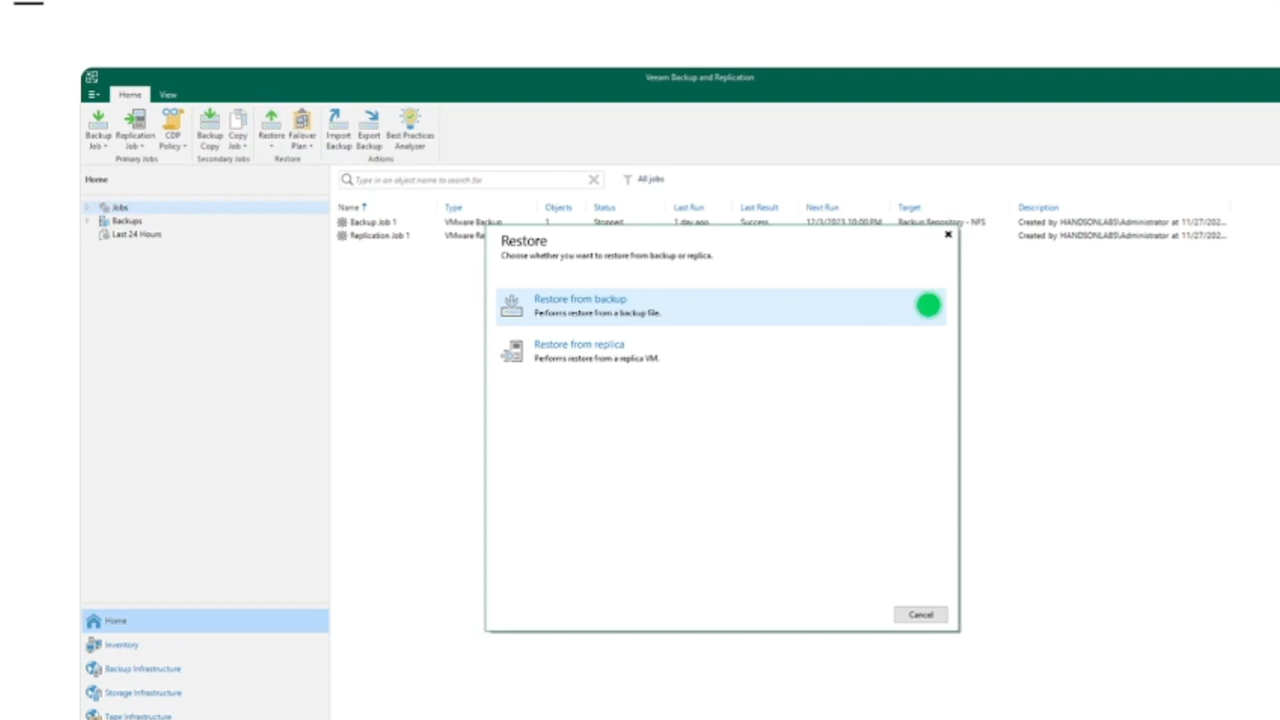 Veeam Backup and Replication
Home View
Backup Job Replication Job CDP Policy Backup Copy Copy Job Restore Failover Plan Import Backup Export Backup Best Practices Analyzer
Primary Jobs Secondary Jobs Restore Actions
Home
Type in an object name to search for All jobs
Jobs
Backups
Last 24 Hours
Name Type Objects Status Last Run Last Result Next Run Target Description
Backup Job 1 VMware Backup 1 Stopped 1 day ago Success 12/3/2023 10:00 PM Backup Repository - NFS Created by HANDSONLABS\Administrator at 11/27/202...
Replication Job 1 VMware Re Created by HANDSONLABS\Administrator at 11/27/202...
Restore
Choose whether you want to restore from backup or replica.
Restore from backup
Performs restore from a backup file.
Restore from replica
Performs restore from a replica VM.
Cancel
Home
Inventory
Backup Infrastructure
Storage Infrastructure
Tape Infrastructure